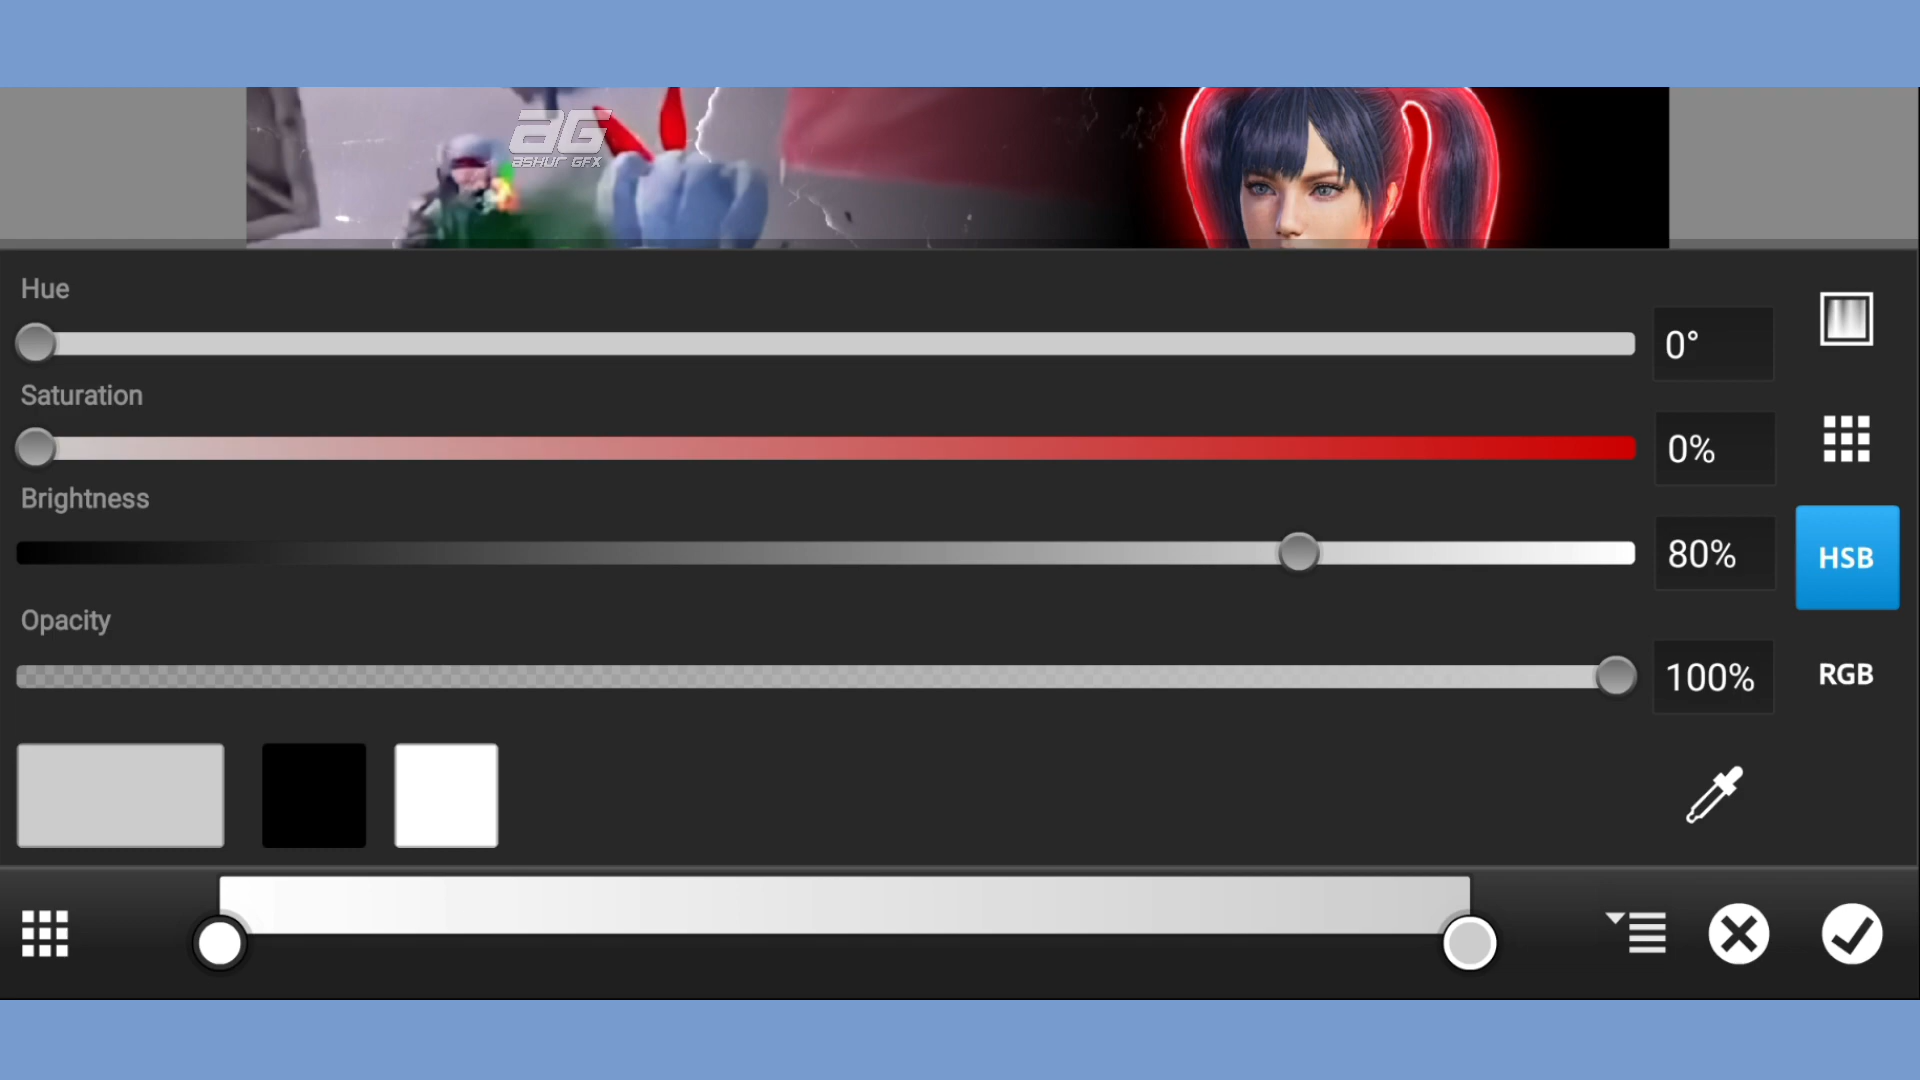 AG
ASHUR GFX
Hue
0°
Saturation
0%
Brightness
80%
HSB
Opacity
100%
RGB